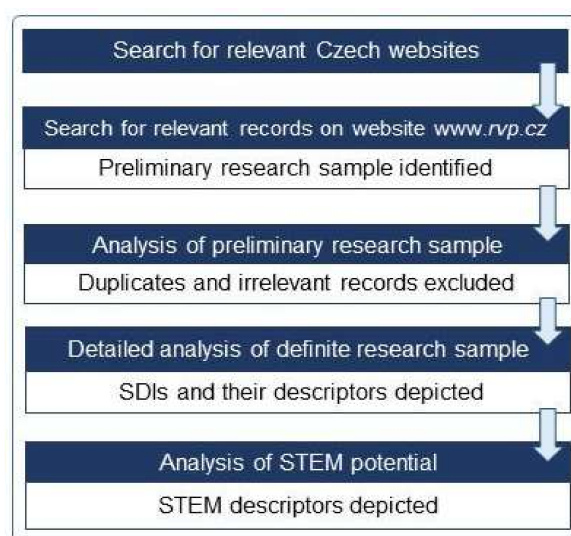 Search for relevant Czech websites
Search for relevant records on website www.rvp.cz
Preliminary research sample identified
Analysis of preliminary research sample
Duplicates and irrelevant records excluded
Detailed analysis of definite research sample
SDIs and their descriptors depicted
Analysis of STEM potential
STEM descriptors depicted